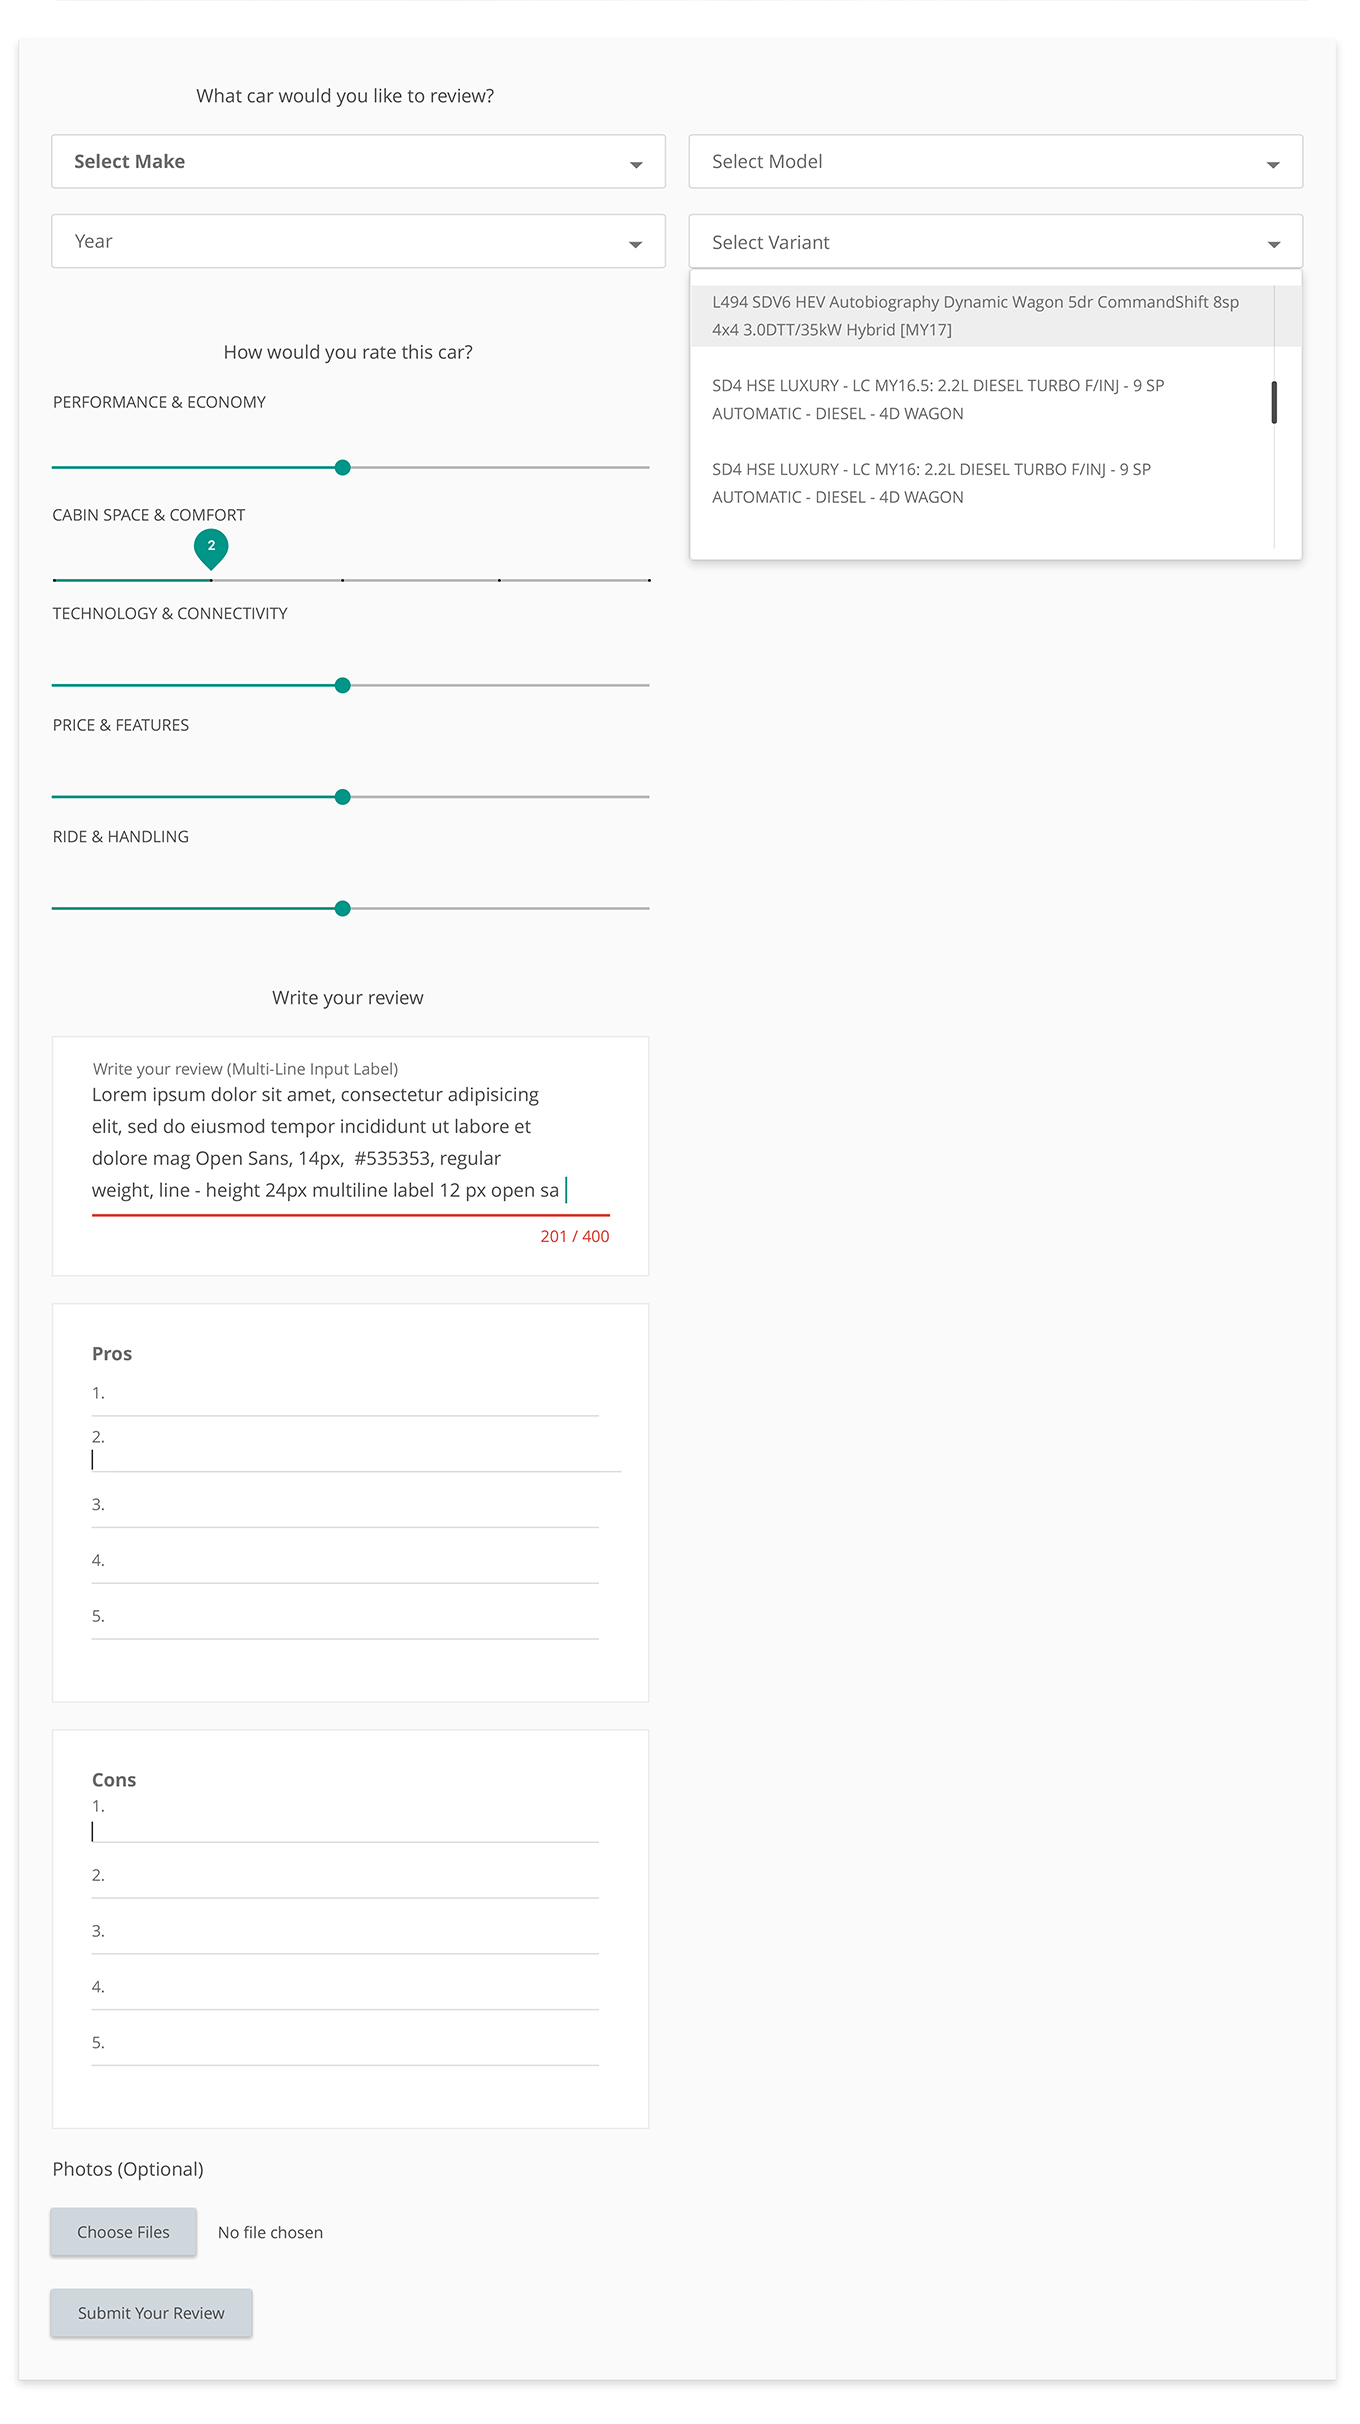 What car would you like to review?
Select Make
Select Model
Year
Select Variant
L494 SDV6 HEV Autobiography Dynamic Wagon 5dr CommandShift 8sp
4x4 3.0DTT/35kW Hybrid [MY17]
SD4 HSE LUXURY - LC MY16.5: 2.2L DIESEL TURBO F/INJ - 9 SP
AUTOMATIC - DIESEL - 4D WAGON
SD4 HSE LUXURY - LC MY16: 2.2L DIESEL TURBO F/INJ - 9 SP
AUTOMATIC - DIESEL - 4D WAGON
How would you rate this car?
PERFORMANCE & ECONOMY
CABIN SPACE & COMFORT
2
TECHNOLOGY & CONNECTIVITY
PRICE & FEATURES
RIDE & HANDLING
Write your review
Write your review (Multi-Line Input Label)
Lorem ipsum dolor sit amet, consectetur adipisicing
elit, sed do eiusmod tempor incididunt ut labore et
dolore mag Open Sans, 14px,  #535353, regular
weight, line - height 24px multiline label 12 px open sa
201 / 400
Pros
1.
2.
3.
4.
5.
Cons
1.
2.
3.
4.
5.
Photos (Optional)
Choose Files
No file chosen
Submit Your Review